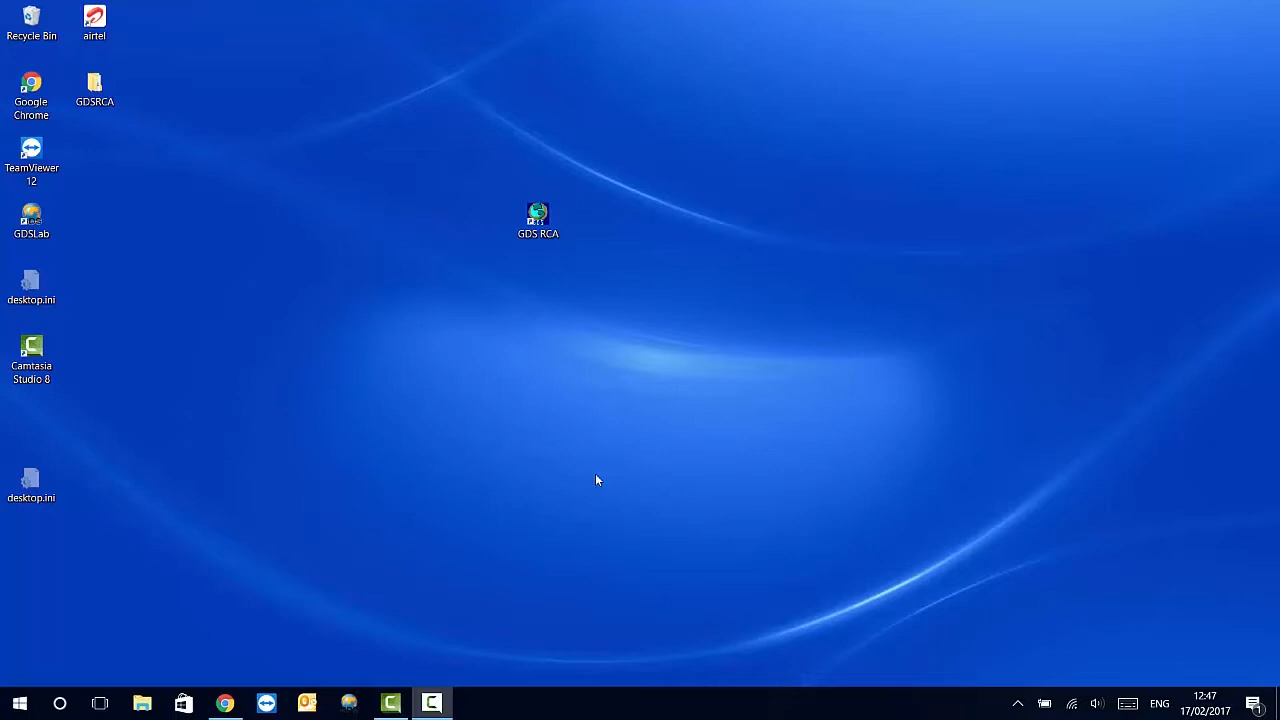 Recycle Bin
airtel
Google
Chrome
GDSRCA
TeamViewer
12
GDSLab
GDS RCA
desktop.ini
Camtasia
Studio 8
desktop.ini
ENG
12:47
17/02/2017
1